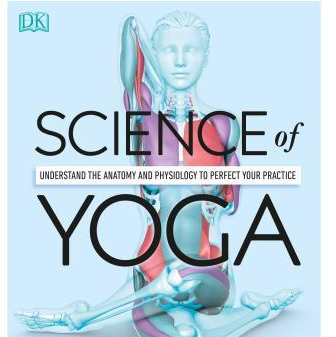 DK
SCIENCE of
UNDERSTAND THE ANATOMY AND PHYSIOLOGY TO PERFECT YOUR PRACTICE
YOGA